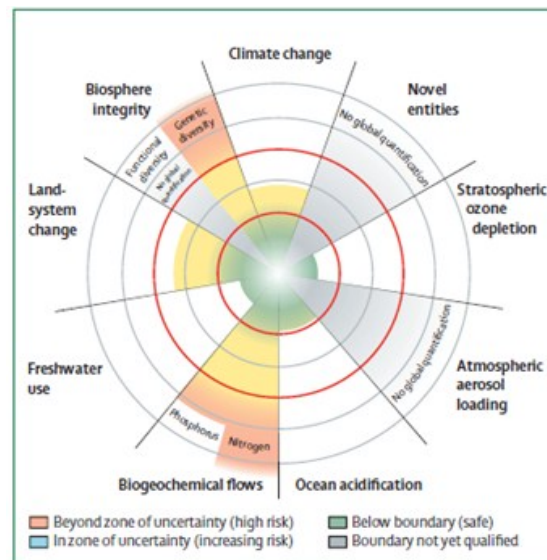 Climate change
Biosphere
integrity
Novel
entities
Genetic
diversity
Functional
diversity
No global
quantification
No global quantification
Land-
system
change
Stratospheric
ozone
depletion
No global quantification
Freshwater
use
Atmospheric
aerosol
loading
Phosphorus
Nitrogen
Biogeochemical flows
Ocean acidification
Beyond zone of uncertainty (high risk)
In zone of uncertainty (increasing risk)
Below boundary (safe)
Boundary not yet qualified